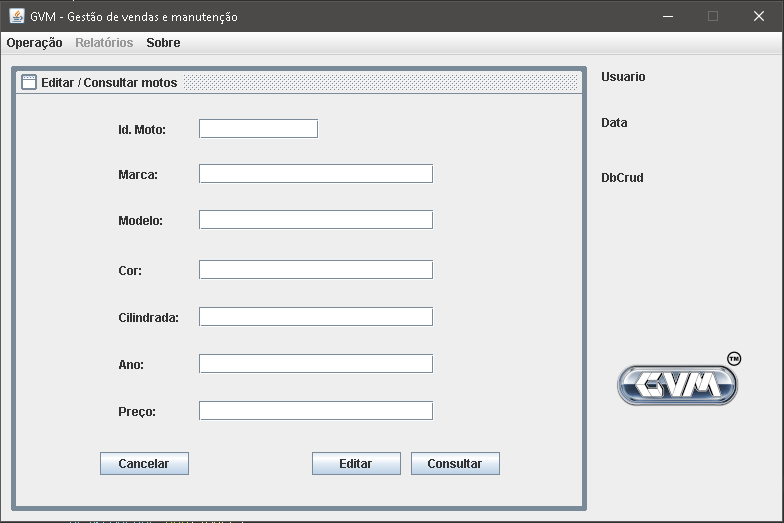 GVM - Gestão de vendas e manutenção
Operação Relatórios Sobre
Editar / Consultar motos
Id. Moto:
Marca:
Modelo:
Cor:
Cilindrada:
Ano:
Preço:
Cancelar Editar Consultar
Usuario
Data
DbCrud
GVM TM